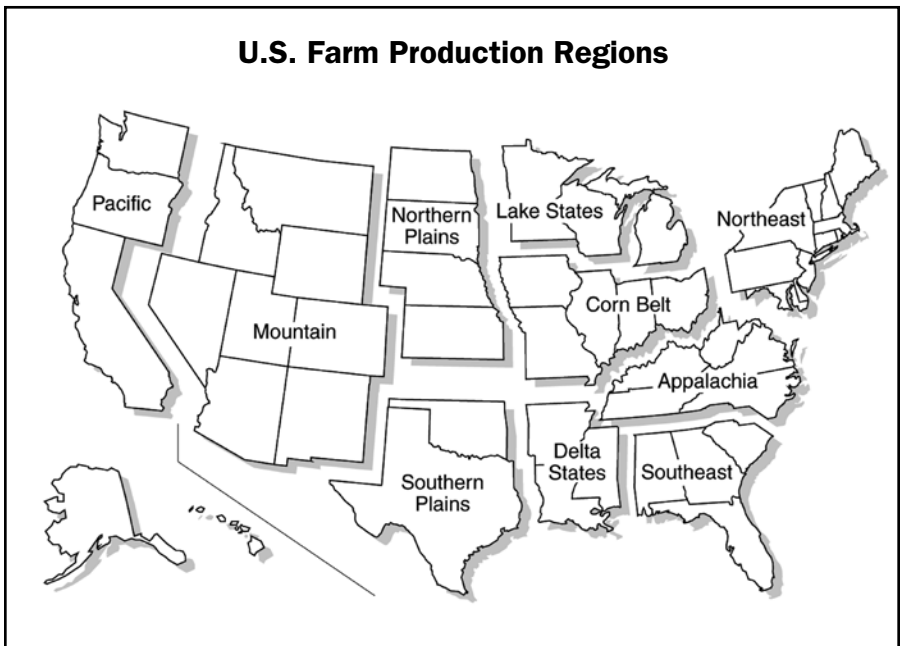 U.S. Farm Production Regions
Pacific
Northern
Plains
Lake States
Northeast
Corn Belt
Mountain
Appalachia
Delta
States
Southeast
Southern
Plains